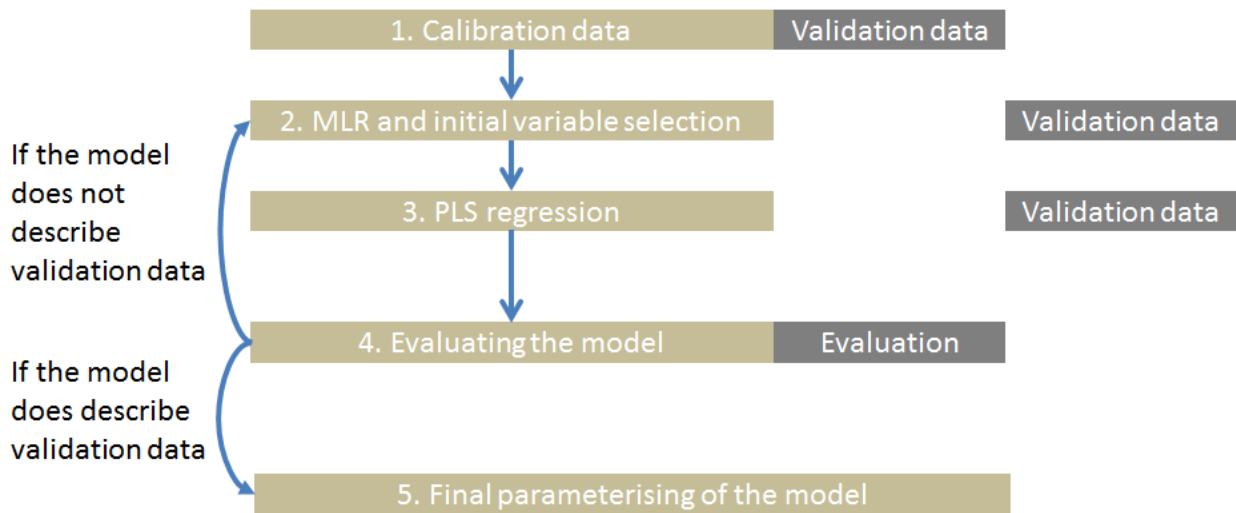 1. Calibration data
Validation data
2. MLR and initial variable selection
Validation data
If the model
does not
describe
validation data
3. PLS regression
Validation data
4. Evaluating the model
Evaluation
If the model
does describe
validation data
5. Final parameterising of the model